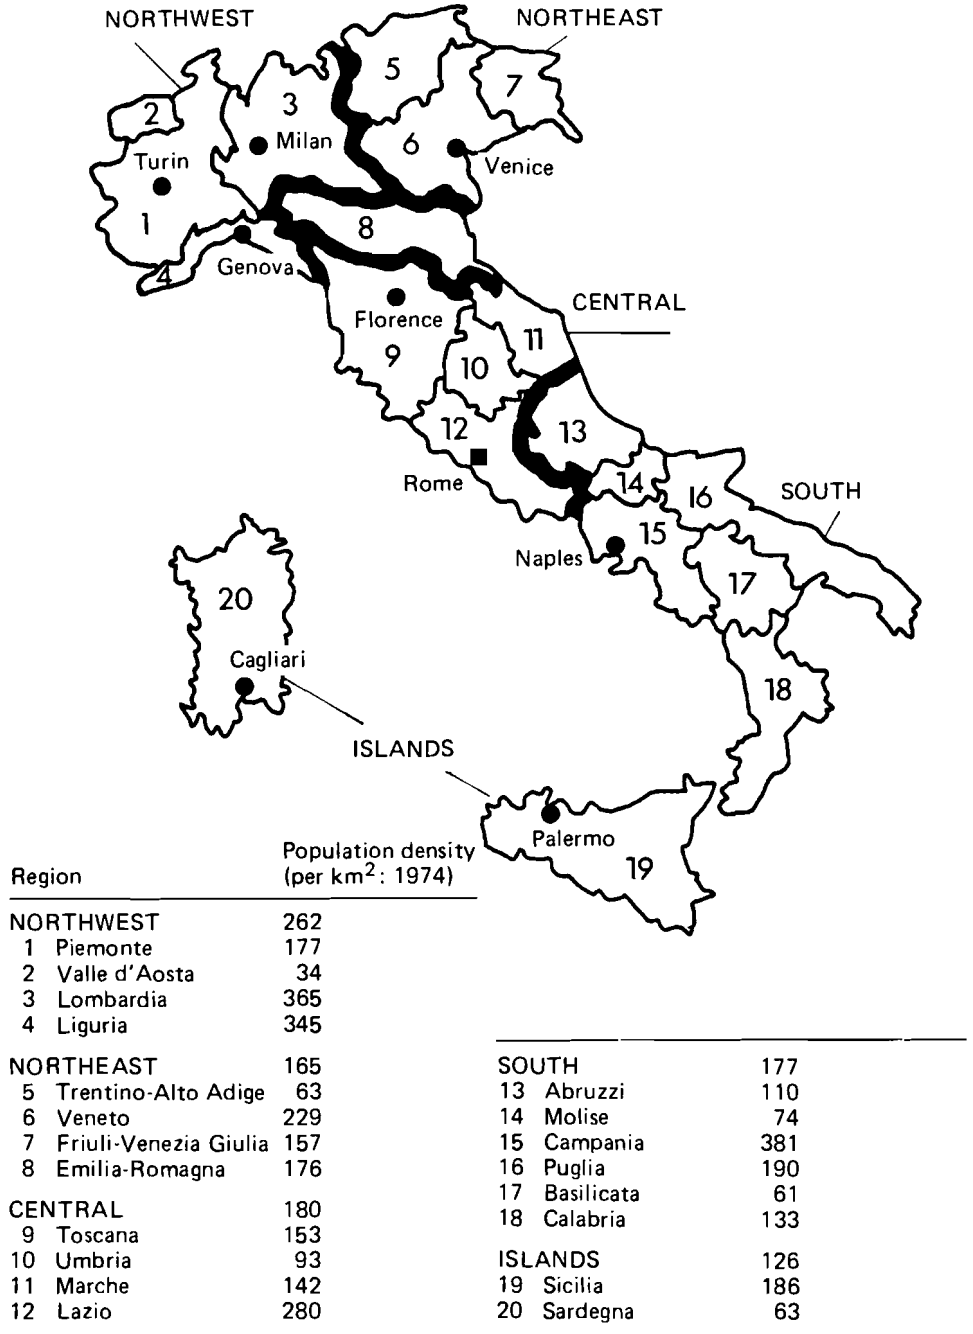 NORTHWEST
NORTHEAST
5
7
3
2
Milan
6
Turin
Venice
1
8
Genova
4
CENTRAL
Florence
11
9
10
12
13
Rome
14
16
SOUTH
15
Naples
17
20
Cagliari
18
ISLANDS
Palermo
19
Region Population density (per km²: 1974)
NORTHWEST 262
1 Piemonte 177
2 Valle d'Aosta 34
3 Lombardia 365
4 Liguria 345
NORTHEAST 165
5 Trentino-Alto Adige 63
6 Veneto 229
7 Friuli-Venezia Giulia 157
8 Emilia-Romagna 176
CENTRAL 180
9 Toscana 153
10 Umbria 93
11 Marche 142
12 Lazio 280
SOUTH 177
13 Abruzzi 110
14 Molise 74
15 Campania 381
16 Puglia 190
17 Basilicata 61
18 Calabria 133
ISLANDS 126
19 Sicilia 186
20 Sardegna 63